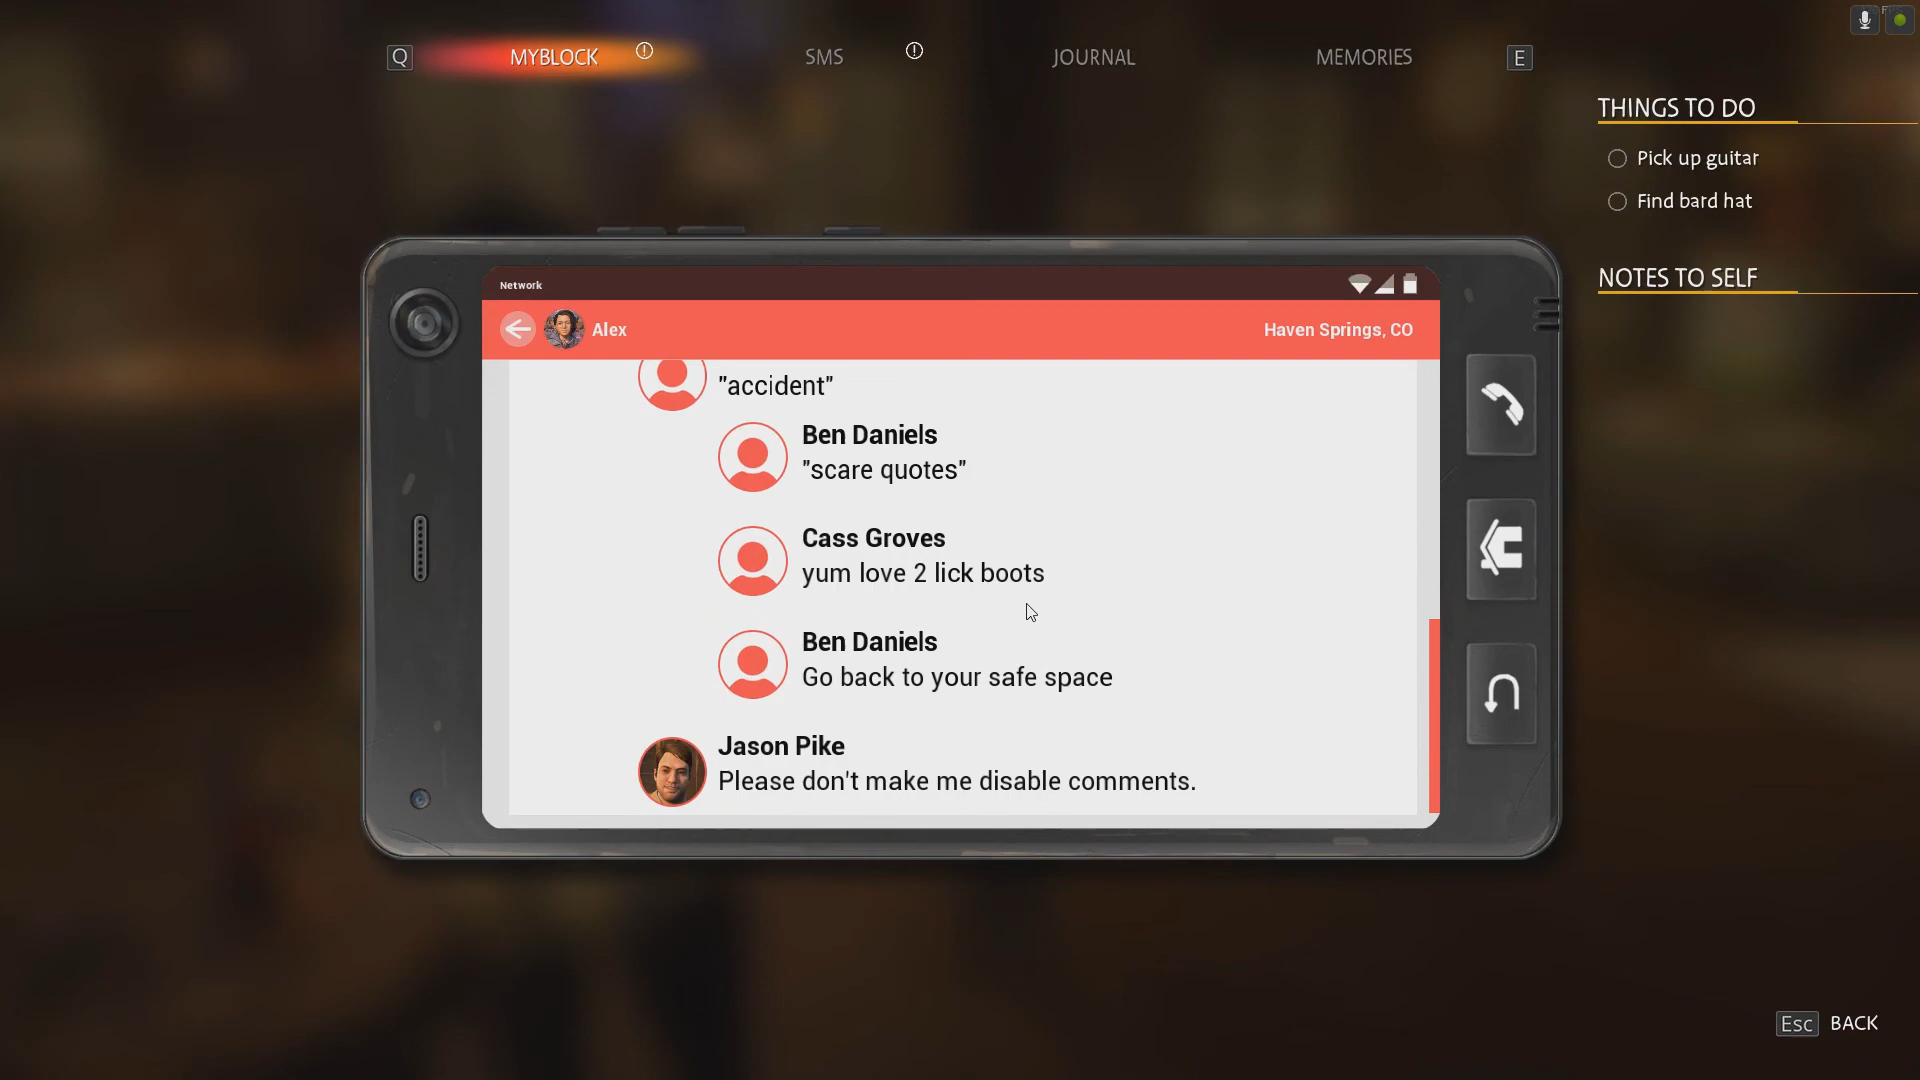 Q
MYBLOCK
SMS
JOURNAL
MEMORIES
E
THINGS TO DO
Pick up guitar
Find bard hat
NOTES TO SELF
Network
Alex
Haven Springs, CO
"accident"
Ben Daniels
"scare quotes"
Cass Groves
yum love 2 lick boots
Ben Daniels
Go back to your safe space
Jason Pike
Please don't make me disable comments.
Esc BACK